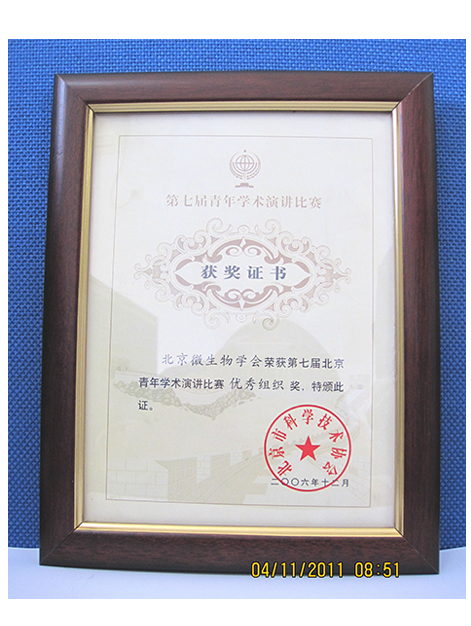 第七届青年学术演讲比赛
获奖证书
北京微生物学会荣获第七届北京
青年学术演讲比赛 优秀组织 奖，特颁此
证。
北京市科学技术协会
二〇〇六年十二月
04/11/2011 08:51